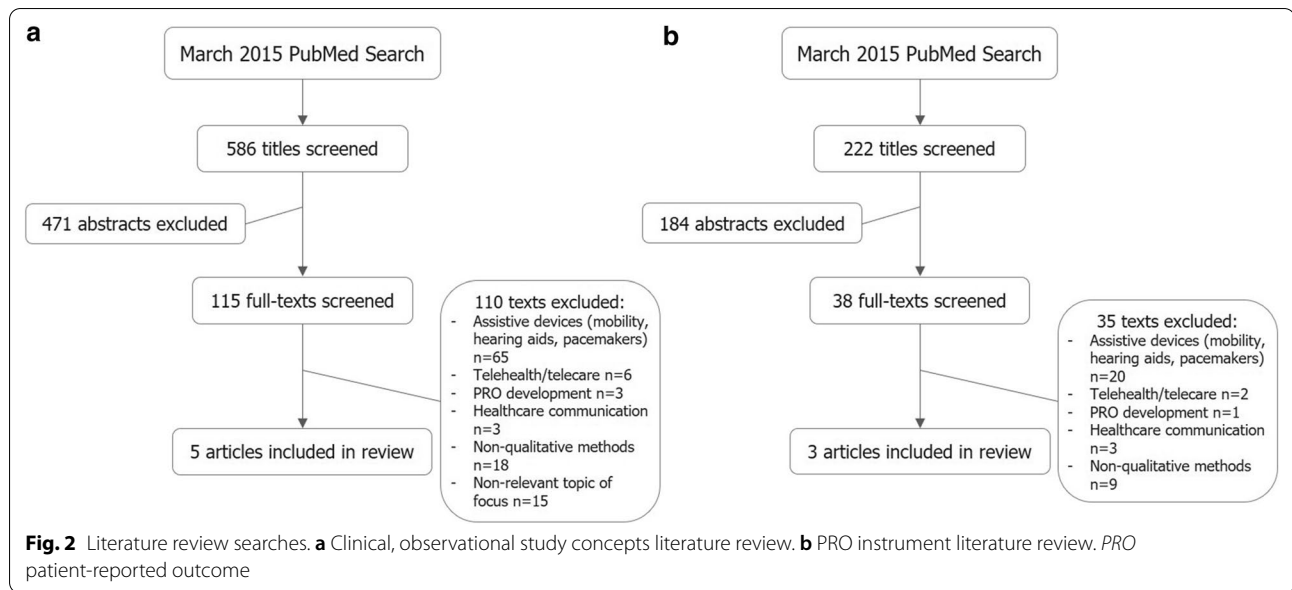 a
March 2015 PubMed Search
586 titles screened
471 abstracts excluded
115 full-texts screened
110 texts excluded:
- Assistive devices (mobility,
hearing aids, pacemakers)
n=65
- Telehealth/telecare n=6
- PRO development n=3
- Healthcare communication
n=3
- Non-qualitative methods
n=18
- Non-relevant topic of
focus n=15
5 articles included in review
b
March 2015 PubMed Search
222 titles screened
184 abstracts excluded
38 full-texts screened
35 texts excluded:
- Assistive devices (mobility,
hearing aids, pacemakers)
n=20
- Telehealth/telecare n=2
- PRO development n=1
- Healthcare communication
n=3
- Non-qualitative methods
n=9
3 articles included in review
Fig. 2 Literature review searches. a Clinical, observational study concepts literature review. b PRO instrument literature review. PRO
patient-reported outcome